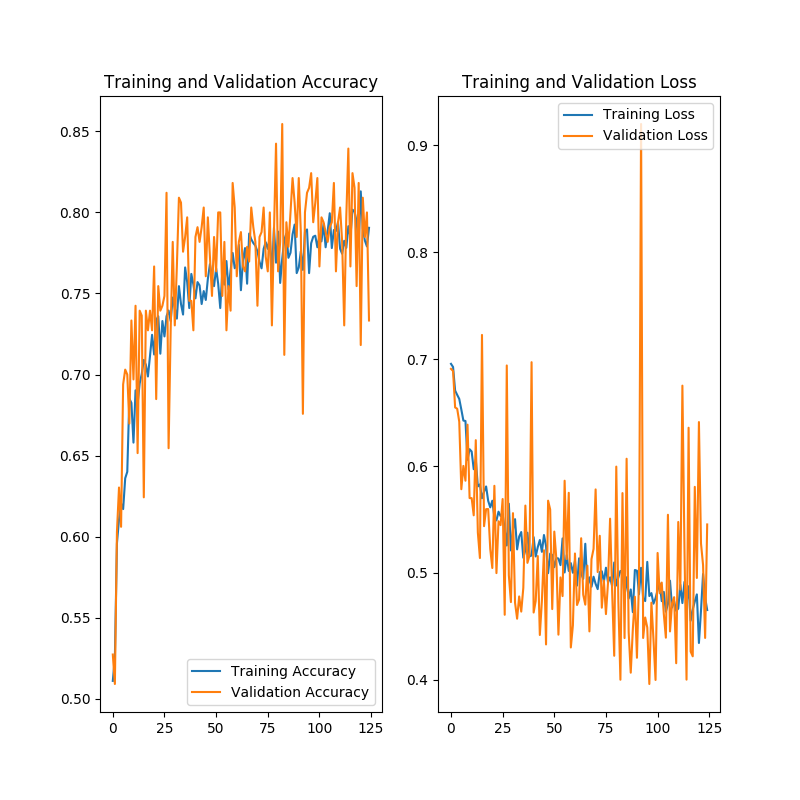 Training and Validation Accuracy
0.85
0.80
0.75
0.70
0.65
0.60
0.55
0.50
0 25 50 75 100 125
Training Accuracy
Validation Accuracy
Training and Validation Loss
0.9
0.8
0.7
0.6
0.5
0.4
0 25 50 75 100 125
Training Loss
Validation Loss